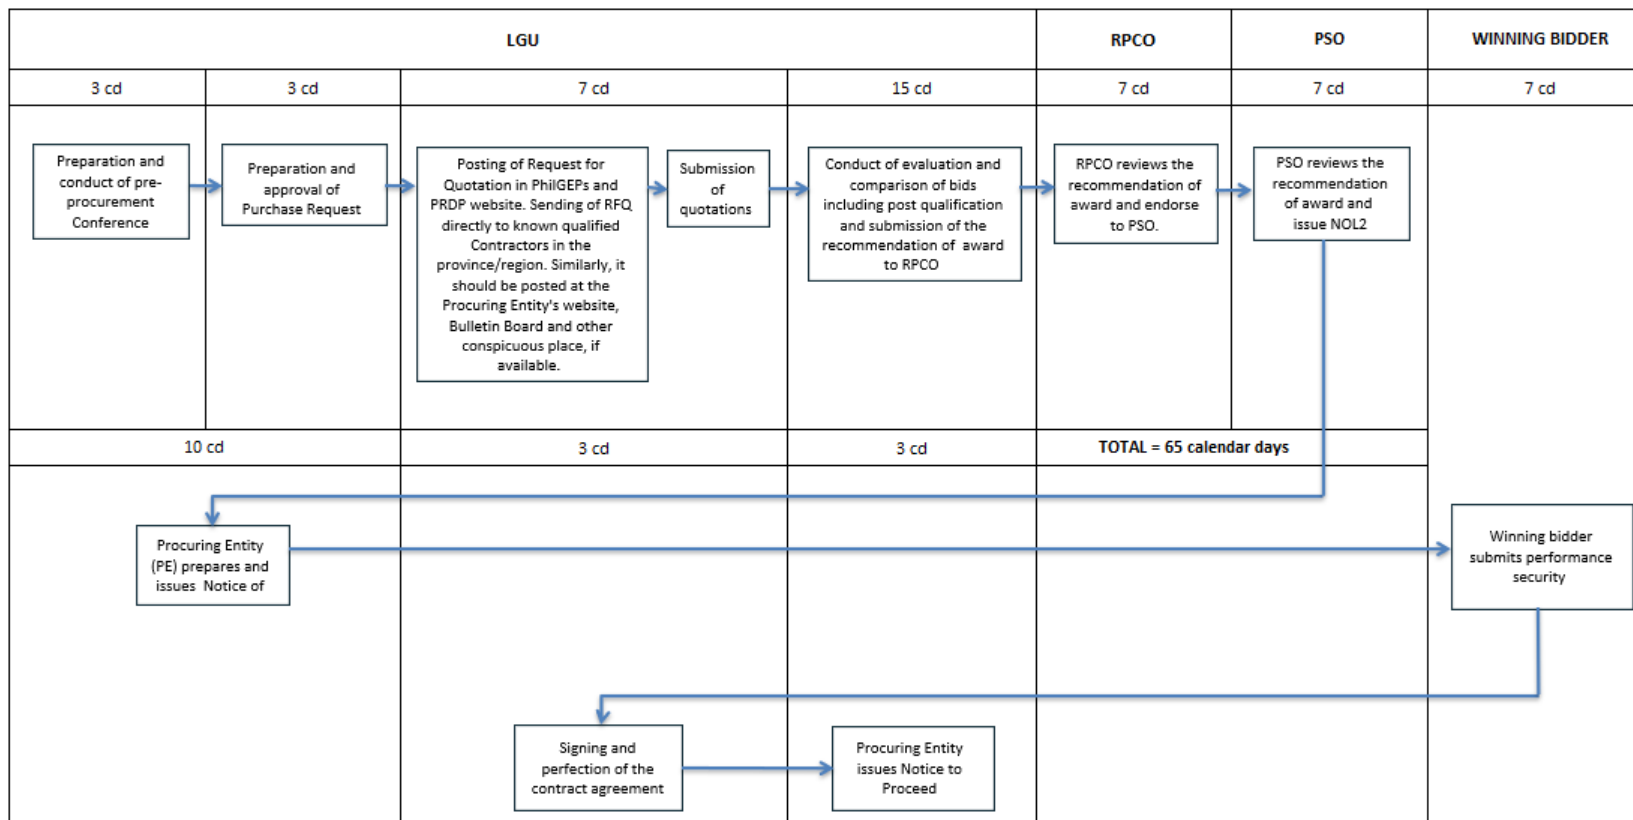 LGU
RPCO
PSO
WINNING BIDDER
3 cd
3 cd
7 cd
15 cd
7 cd
7 cd
7 cd
Preparation and
conduct of pre-
procurement
Conference
Preparation and
approval of
Purchase Request
Posting of Request for
Quotation in PhilGEPs and
PRDP website. Sending of RFQ
directly to known qualified
Contractors in the
province/region. Similarly, it
should be posted at the
Procuring Entity's website,
Bulletin Board and other
conspicuous place, if
available.
Submission
of
quotations
Conduct of evaluation and
comparison of bids
including post qualification
and submission of the
recommendation of award
to RPCO
RPCO reviews the
recommendation of
award and endorse
to PSO.
PSO reviews the
recommendation
of award and
issue NOL2
10 cd
3 cd
3 cd
TOTAL = 65 calendar days
Procuring Entity
(PE) prepares and
issues Notice of
Winning bidder
submits performance
security
Signing and
perfection of the
contract agreement
Procuring Entity
issues Notice to
Proceed